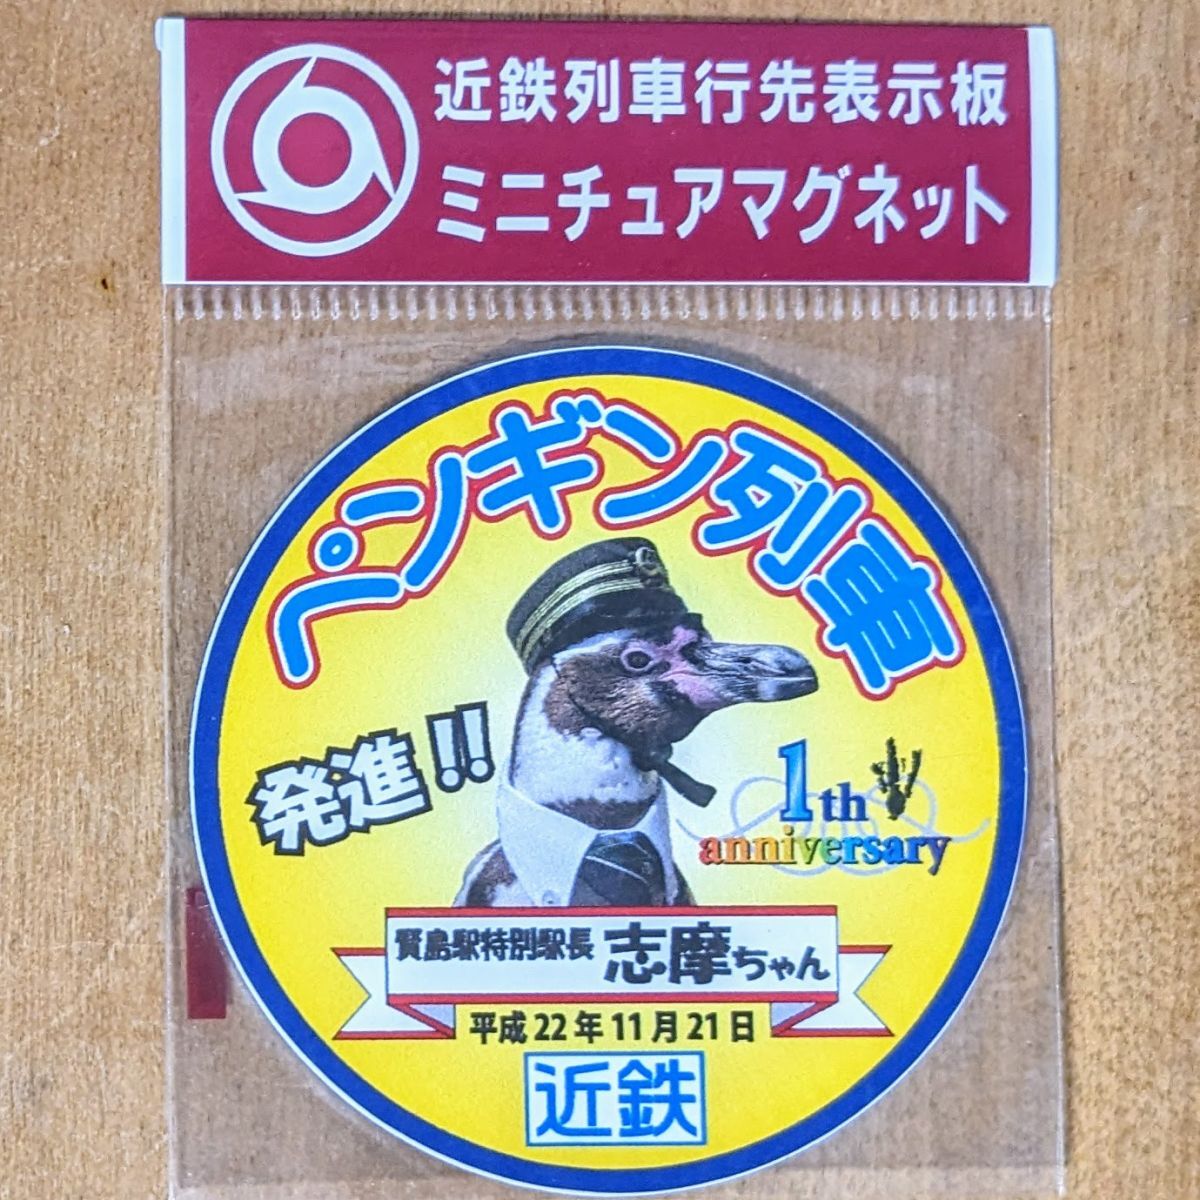 近鉄列車行先表示板
ミニチュアマグネット
ペンギン列車
発進!!
1th
anniversary
賢島駅特別駅長 志摩ちゃん
平成22年11月21日
近鉄